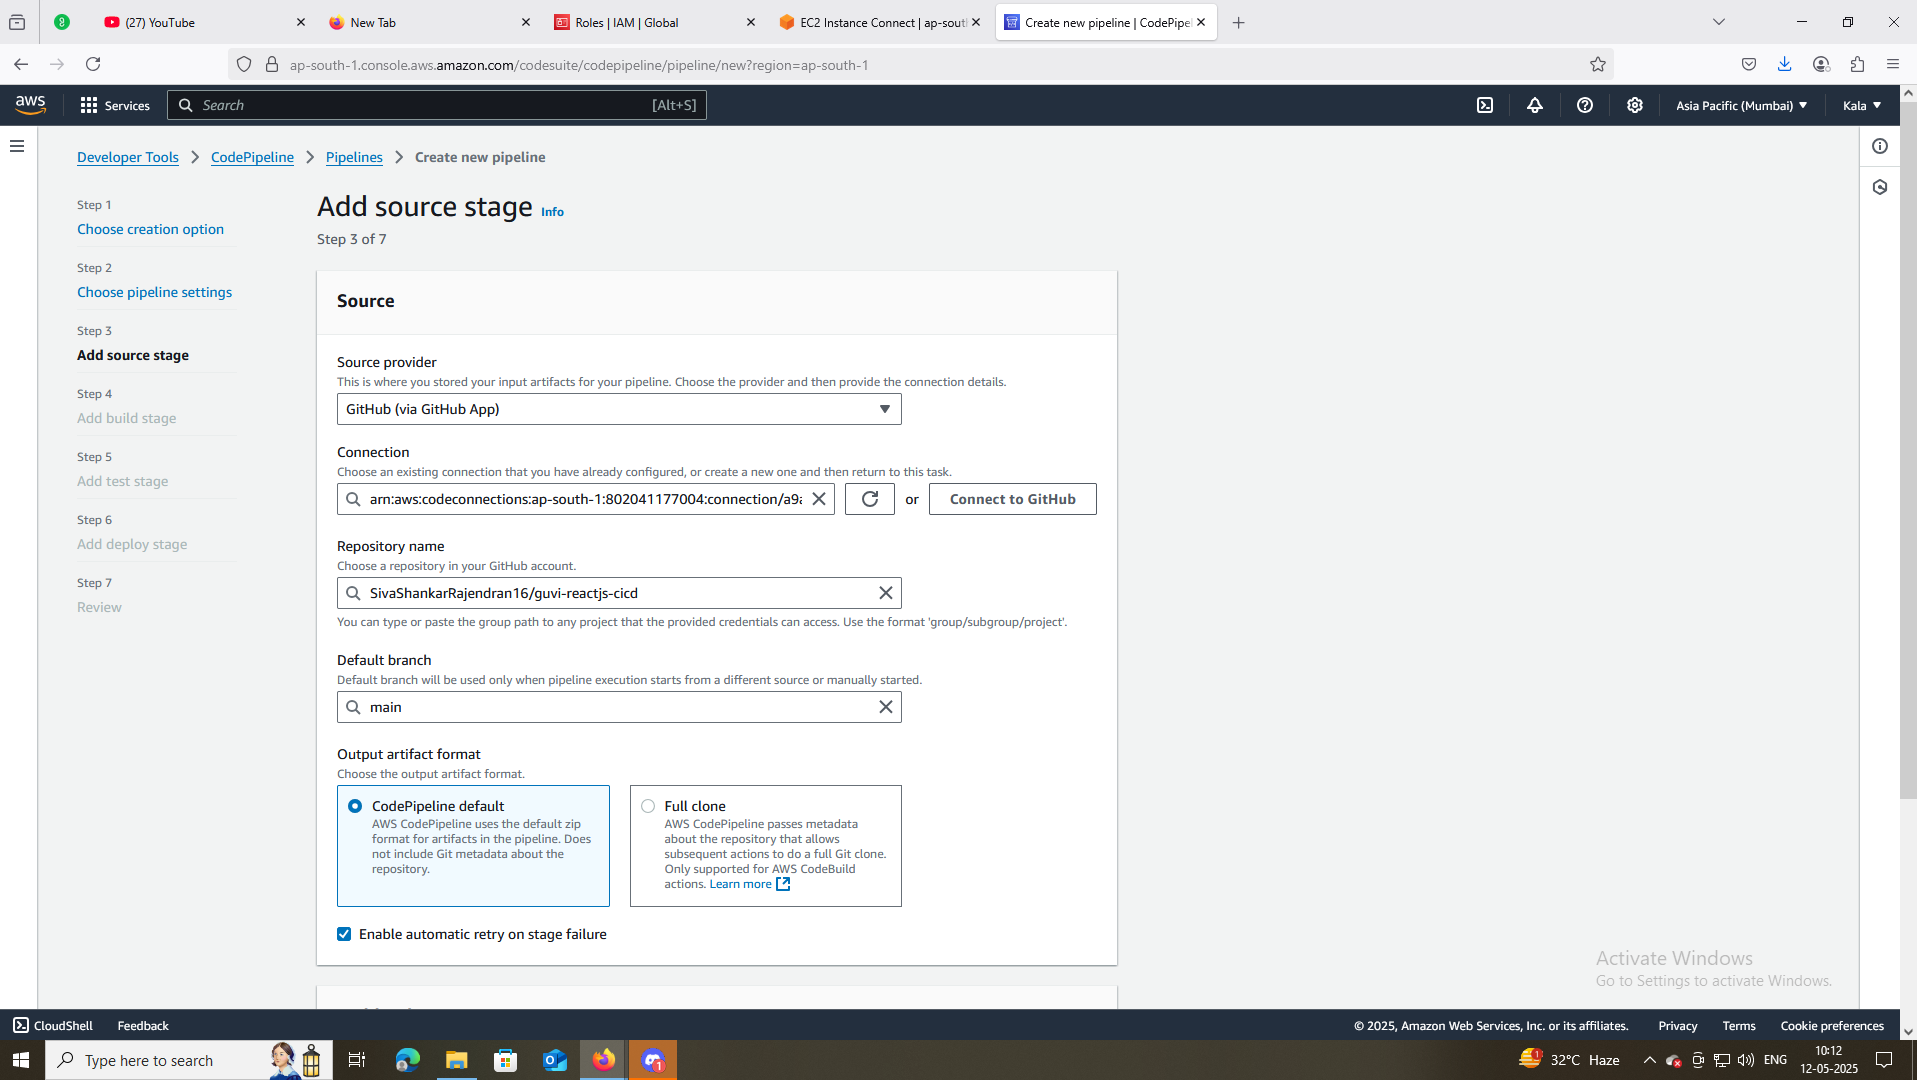 (27) YouTube
New Tab
Roles | IAM | Global
EC2 Instance Connect | ap-sout
Create new pipeline | CodePipel
ap-south-1.console.aws.amazon.com/codesuite/codepipeline/pipeline/new?region=ap-south-1
aws
Services
Search
[Alt+S]
Asia Pacific (Mumbai)
Kala
Developer Tools
CodePipeline
Pipelines
Create new pipeline
Step 1
Choose creation option
Step 2
Choose pipeline settings
Step 3
Add source stage
Step 4
Add build stage
Step 5
Add test stage
Step 6
Add deploy stage
Step 7
Review
Add source stage Info
Step 3 of 7
Source
Source provider
This is where you stored your input artifacts for your pipeline. Choose the provider and then provide the connection details.
GitHub (via GitHub App)
Connection
Choose an existing connection that you have already configured, or create a new one and then return to this task.
arn:aws:codeconnections:ap-south-1:802041177004:connection/a9a
or
Connect to GitHub
Repository name
Choose a repository in your GitHub account.
SivaShankarRajendran16/guvi-reactjs-cicd
You can type or paste the group path to any project that the provided credentials can access. Use the format 'group/subgroup/project'.
Default branch
Default branch will be used only when pipeline execution starts from a different source or manually started.
main
Output artifact format
Choose the output artifact format.
CodePipeline default
AWS CodePipeline uses the default zip
format for artifacts in the pipeline. Does
not include Git metadata about the
repository.
Full clone
AWS CodePipeline passes metadata
about the repository that allows
subsequent actions to do a full Git clone.
Only supported for AWS CodeBuild
actions. Learn more
Enable automatic retry on stage failure
Activate Windows
Go to Settings to activate Windows.
CloudShell
Feedback
© 2025, Amazon Web Services, Inc. or its affiliates.
Privacy
Terms
Cookie preferences
Type here to search
1
1
32°C Haze
ENG
10:12
12-05-2025